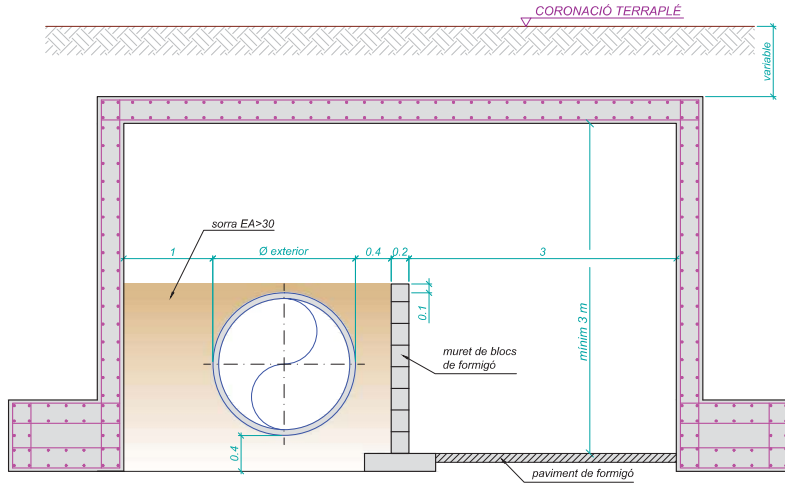 CORONACIÓ TERRAPLÉ
variable
sorra EA>30
1
Ø exterior
0.4
0.2
3
0.1
mínim 3 m
muret de blocs
de formigó
0.4
paviment de formigó